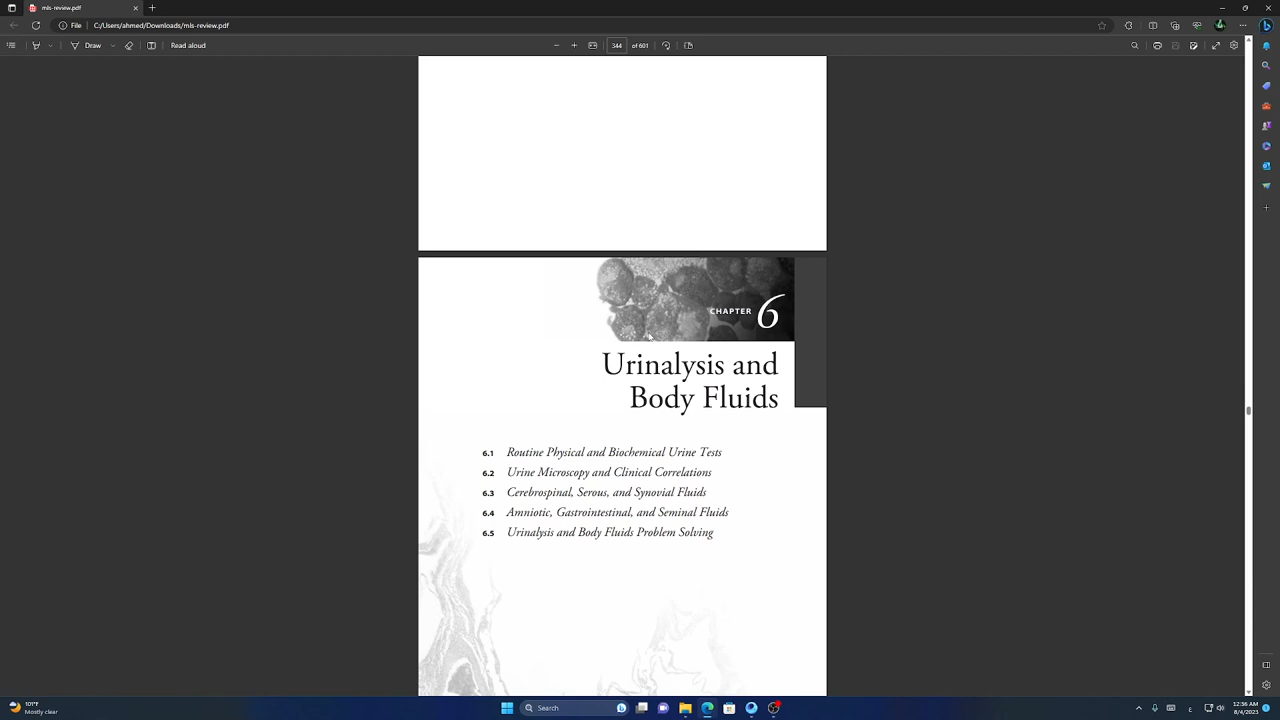 mls-review.pdf
File C:/Users/ahmed/Downloads/mls-review.pdf
Draw Read aloud 344 of 601
CHAPTER 6
Urinalysis and
Body Fluids
6.1 Routine Physical and Biochemical Urine Tests
6.2 Urine Microscopy and Clinical Correlations
6.3 Cerebrospinal, Serous, and Synovial Fluids
6.4 Amniotic, Gastrointestinal, and Seminal Fluids
6.5 Urinalysis and Body Fluids Problem Solving
101°F
Mostly clear
Search
12:36 AM
8/4/2023